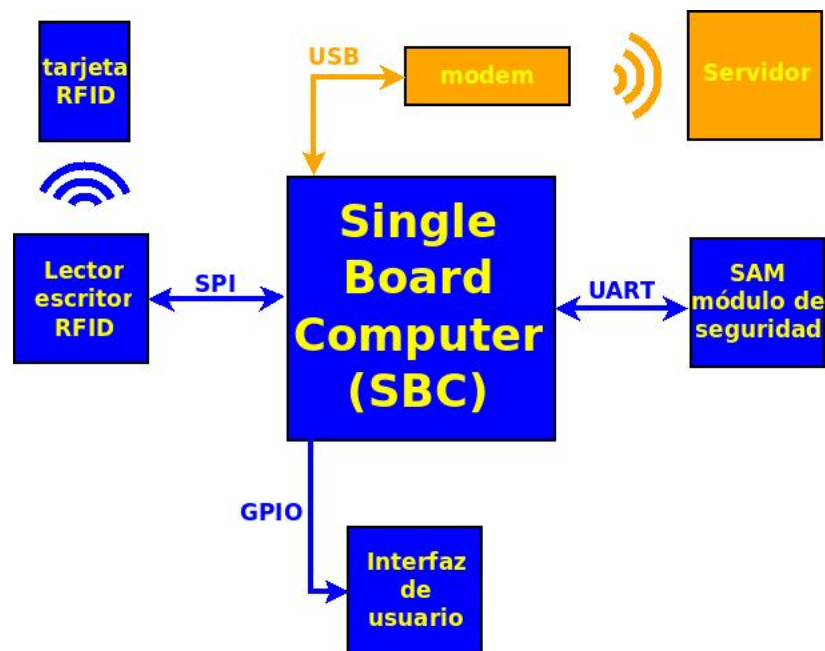 tarjeta
RFID
USB
modem
Servidor
Lector
escritor
RFID
SPI
Single
Board
Computer
(SBC)
UART
SAM
módulo de
seguridad
GPIO
Interfaz
de
usuario